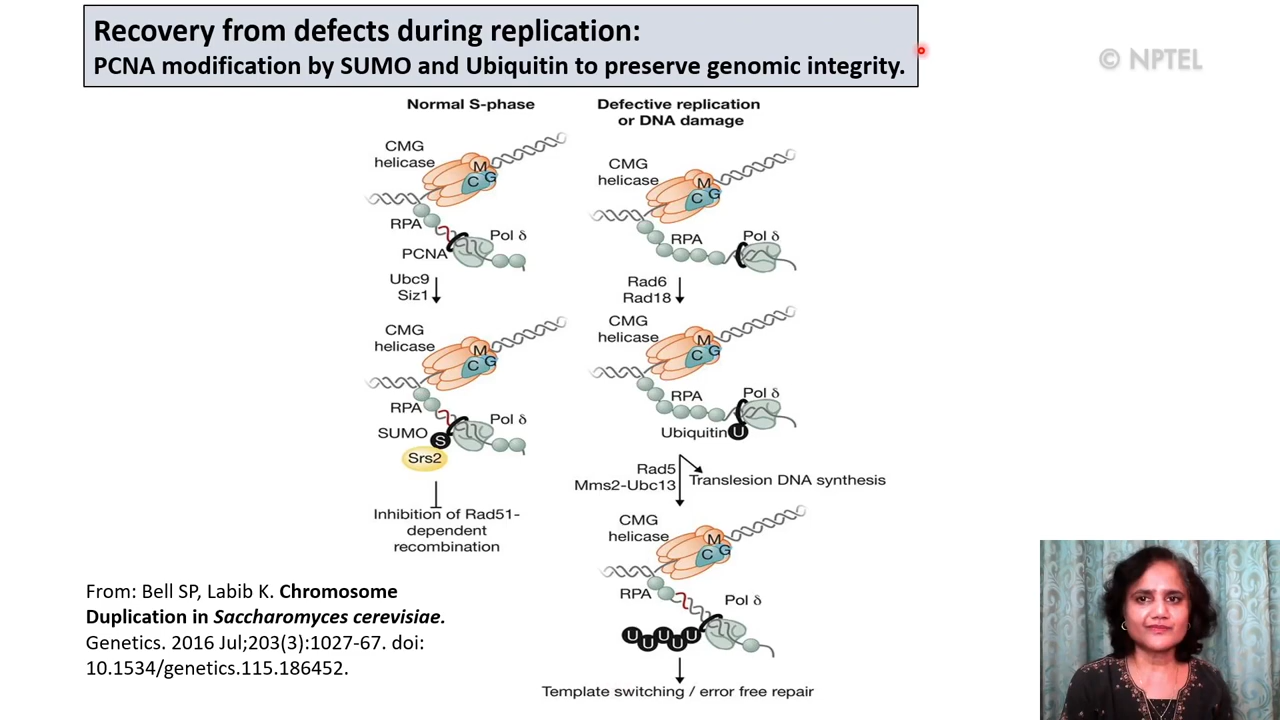 Recovery from defects during replication:
PCNA modification by SUMO and Ubiquitin to preserve genomic integrity.
© NPTEL
Normal S-phase
CMG
helicase
M
C G
RPA
Pol δ
PCNA
Ubc9
Siz1
CMG
helicase
M
C G
RPA
Pol δ
SUMO
S
Srs2
Inhibition of Rad51-
dependent
recombination
Defective replication
or DNA damage
CMG
helicase
M
C G
RPA
Pol δ
Rad6
Rad18
CMG
helicase
M
C G
RPA
Pol δ
Ubiquitin
U
Rad5
Mms2-Ubc13
Translesion DNA synthesis
CMG
helicase
M
C G
RPA
Pol δ
U U U U U
Template switching / error free repair
From: Bell SP, Labib K. Chromosome
Duplication in Saccharomyces cerevisiae.
Genetics. 2016 Jul;203(3):1027-67. doi:
10.1534/genetics.115.186452.